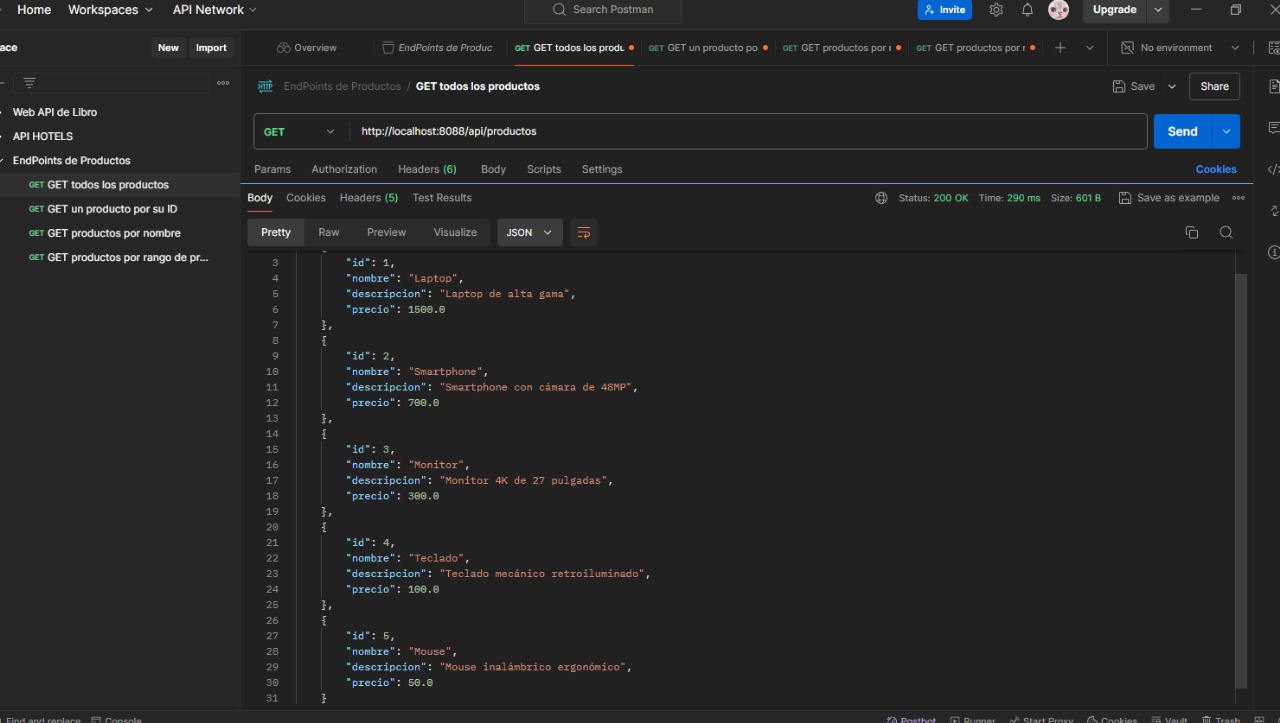 Home Workspaces API Network Search Postman Invite Upgrade
ace New Import Overview EndPoints de Produc GET GET todos los produ. GET GET un producto po GET GET productos por r GET GET productos por r No environment
HTTP EndPoints de Productos / GET todos los productos Save Share
Web API de Libro
API HOTELS
EndPoints de Productos
GET GET todos los productos
GET GET un producto por su ID
GET GET productos por nombre
GET GET productos por rango de pr...
GET http://localhost:8088/api/productos Send
Params Authorization Headers (6) Body Scripts Settings Cookies
Body Cookies Headers (5) Test Results Status: 200 OK Time: 290 ms Size: 601 B Save as example
Pretty Raw Preview Visualize JSON
3 "id": 1,
4 "nombre": "Laptop",
5 "descripcion": "Laptop de alta gama",
6 "precio": 1500.0
7 },
8 {
9 "id": 2,
10 "nombre": "Smartphone",
11 "descripcion": "Smartphone con cámara de 48MP",
12 "precio": 700.0
13 },
14 {
15 "id": 3,
16 "nombre": "Monitor",
17 "descripcion": "Monitor 4K de 27 pulgadas",
18 "precio": 300.0
19 },
20 {
21 "id": 4,
22 "nombre": "Teclado",
23 "descripcion": "Teclado mecánico retroiluminado",
24 "precio": 100.0
25 },
26 {
27 "id": 5,
28 "nombre": "Mouse",
29 "descripcion": "Mouse inalámbrico ergonómico",
30 "precio": 50.0
31 }
Find and replace Console Postbot Runner Start Proxy Cookies Vault Trash